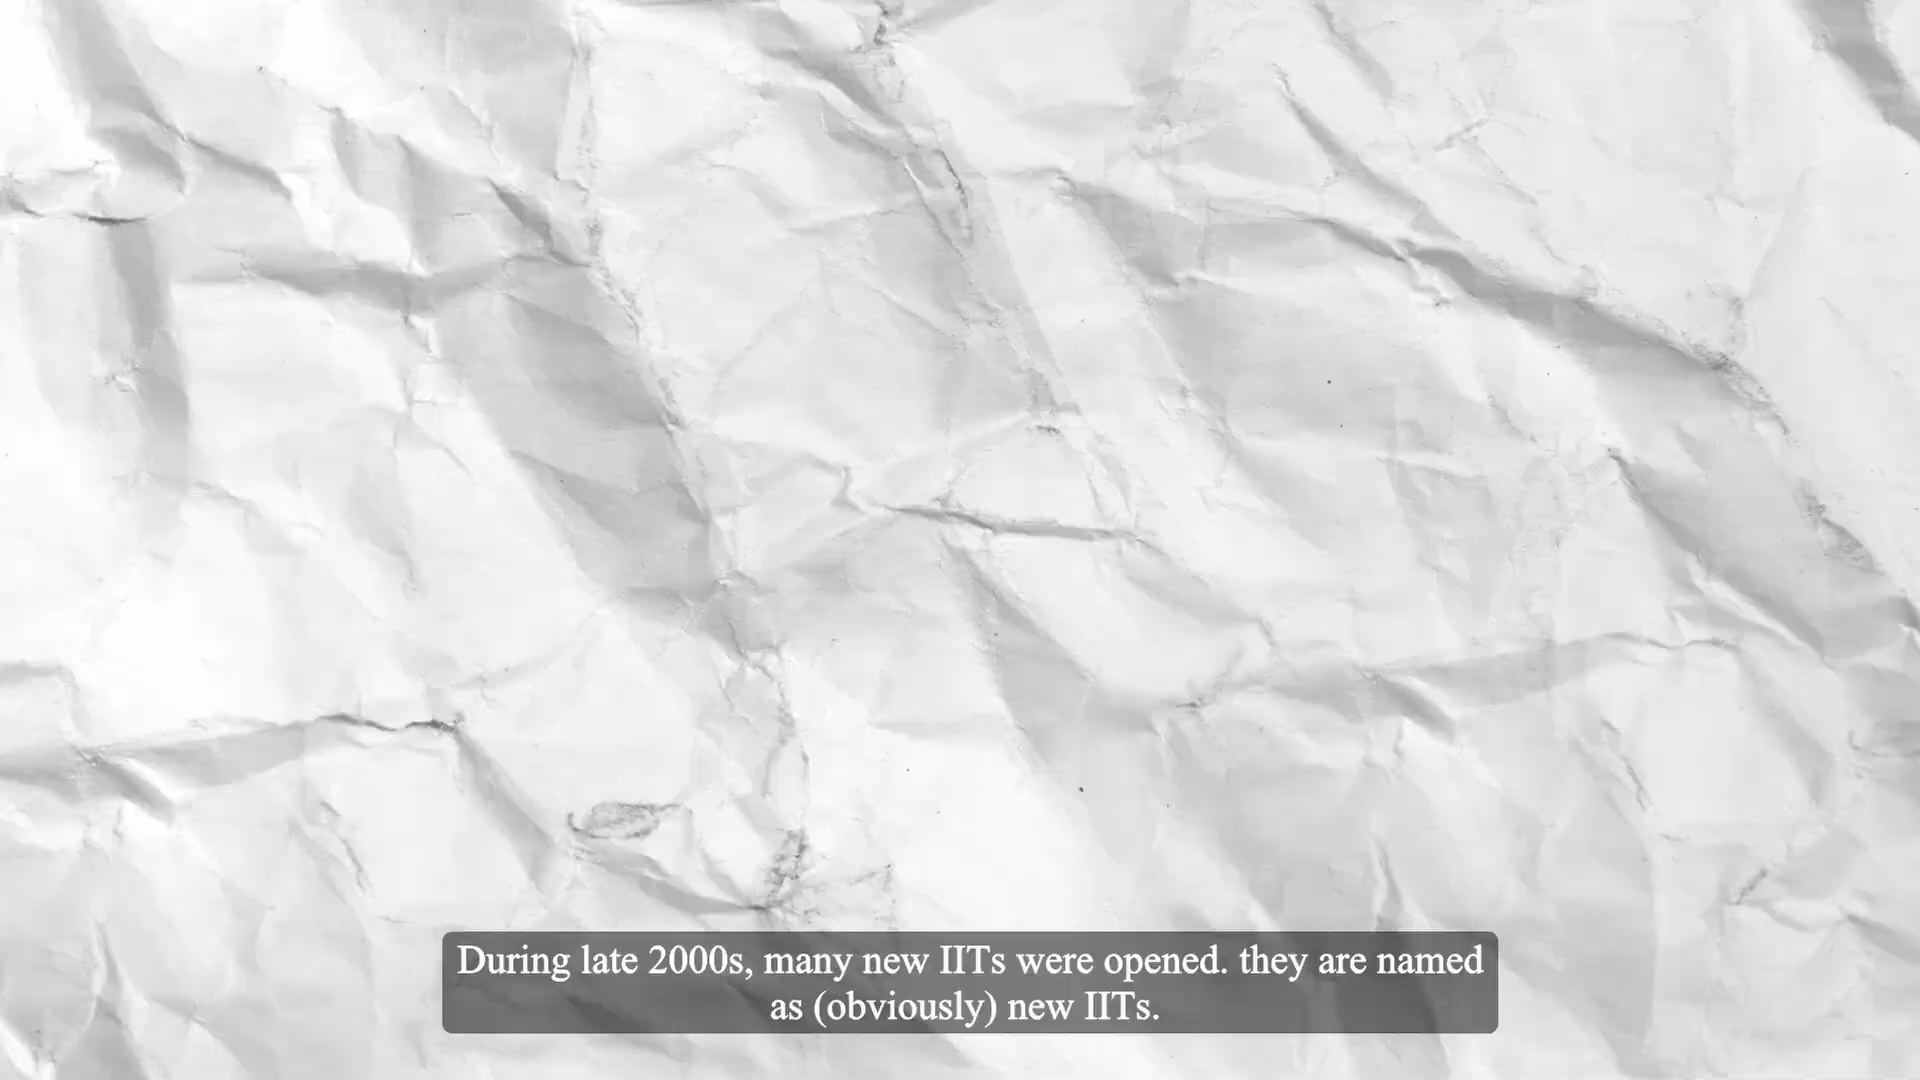 During late 2000s, many new IITs were opened. they are named
as (obviously) new IITs.